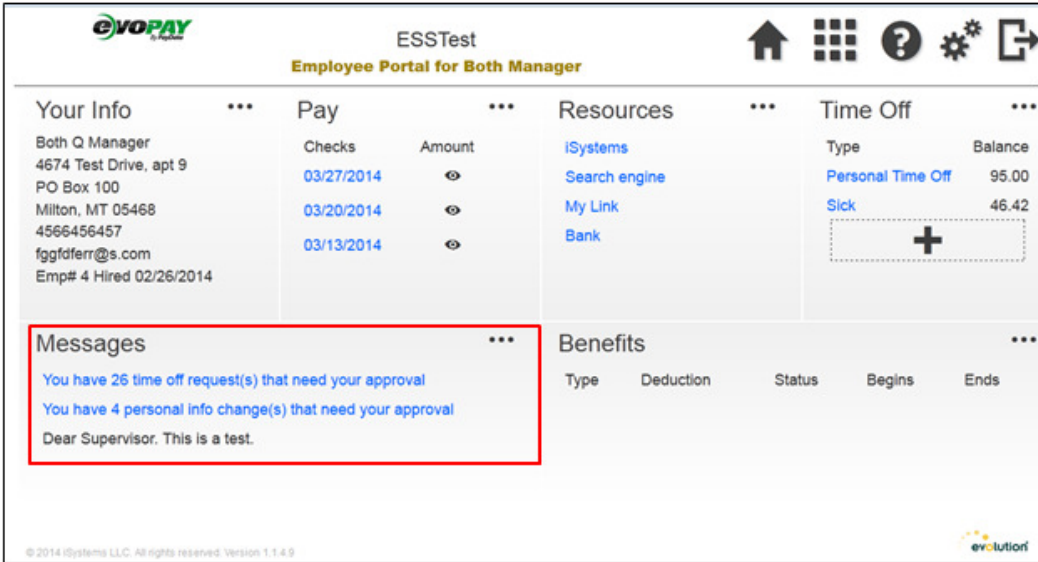 evoPAY
By PayData
ESSTest
Employee Portal for Both Manager
Your Info
Both Q Manager
4674 Test Drive, apt 9
PO Box 100
Milton, MT 05468
4566456457
fggfdferr@s.com
Emp# 4 Hired 02/26/2014
Pay
Checks Amount
03/27/2014
03/20/2014
03/13/2014
Resources
iSystems
Search engine
My Link
Bank
Time Off
Type Balance
Personal Time Off 95.00
Sick 46.42
Messages
You have 26 time off request(s) that need your approval
You have 4 personal info change(s) that need your approval
Dear Supervisor. This is a test.
Benefits
Type Deduction Status Begins Ends
© 2014 iSystems LLC. All rights reserved. Version 1.1.4.9
evolution